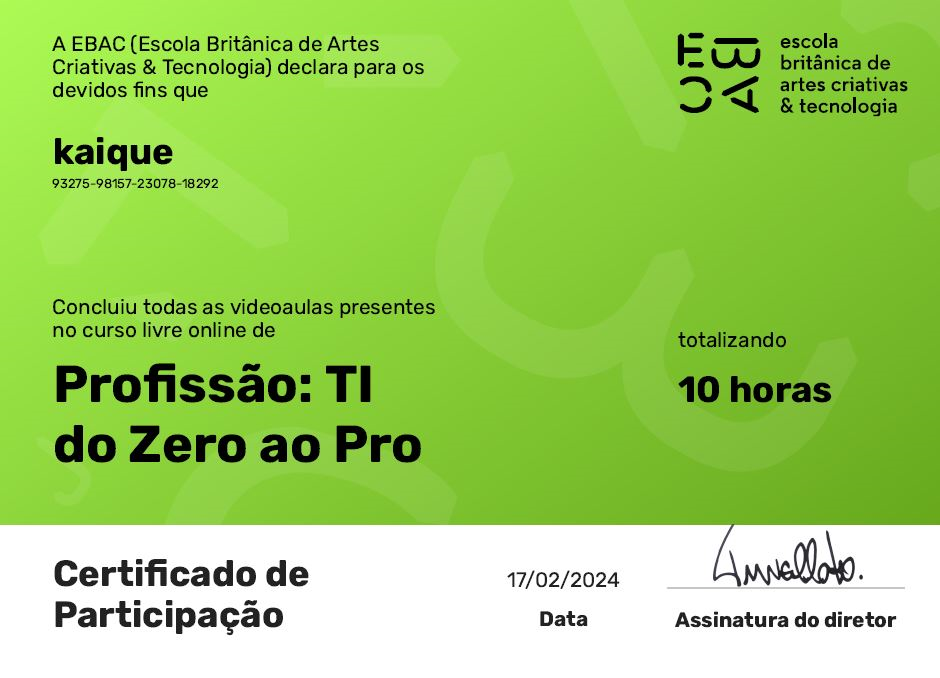 A EBAC (Escola Britânica de Artes
Criativas & Tecnologia) declara para os
devidos fins que
EBAC
escola
britânica de
artes criativas
& tecnologia
kaique
93275-98157-23078-18292
Concluiu todas as videoaulas presentes
no curso livre online de
Profissão: TI
do Zero ao Pro
totalizando
10 horas
Certificado de
Participação
17/02/2024
Data
Assinatura do diretor